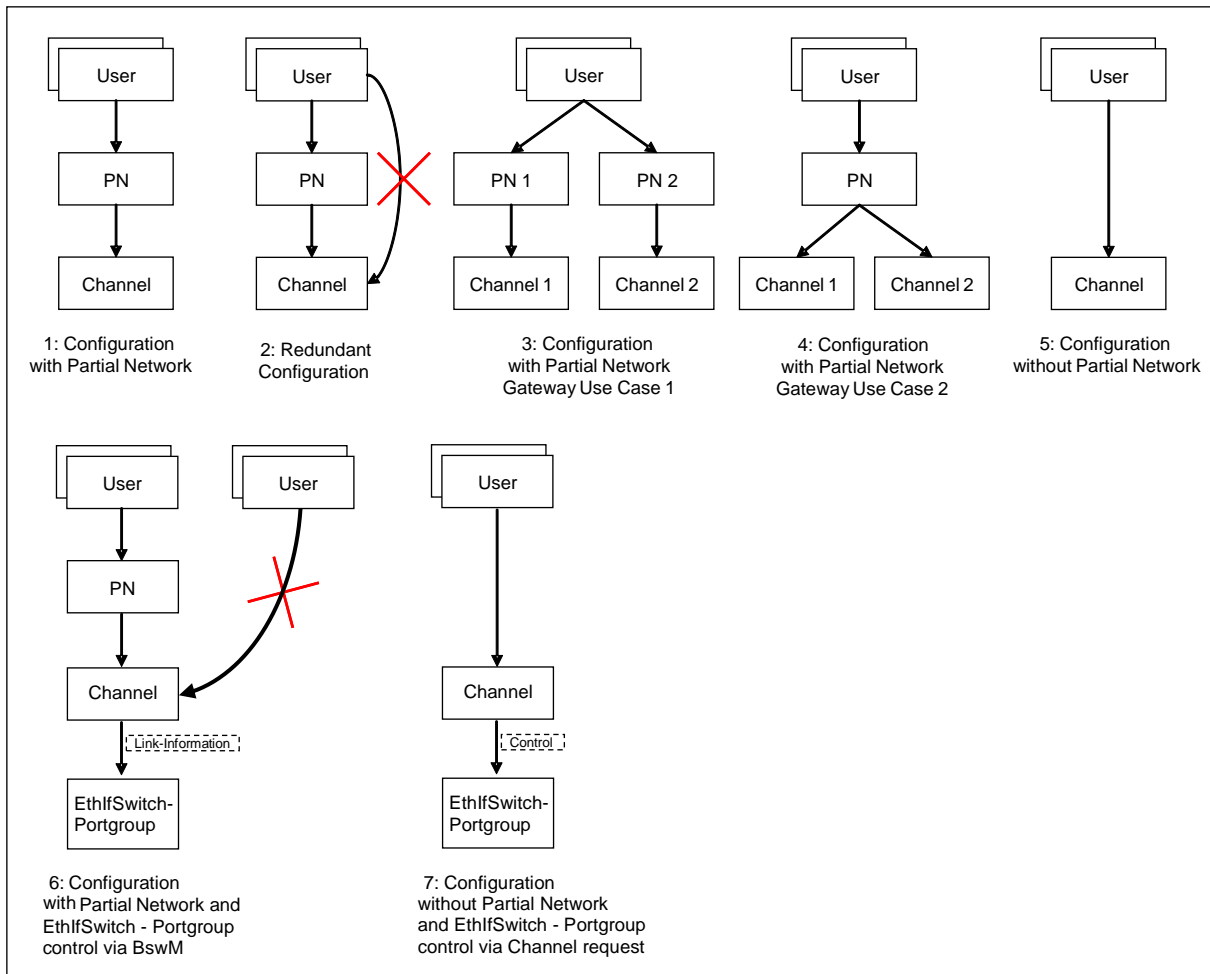 User
PN
Channel
1: Configuration
with Partial Network
User
PN
Channel
2: Redundant
Configuration
User
PN 1
PN 2
Channel 1
Channel 2
3: Configuration
with Partial Network
Gateway Use Case 1
User
PN
Channel 1
Channel 2
4: Configuration
with Partial Network
Gateway Use Case 2
User
Channel
5: Configuration
without Partial Network
User
User
PN
Channel
Link-Information
EthIfSwitch-
Portgroup
6: Configuration
with Partial Network and
EthIfSwitch - Portgroup
control via BswM
User
Channel
Control
EthIfSwitch-
Portgroup
7: Configuration
without Partial Network
and EthIfSwitch - Portgroup
control via Channel request